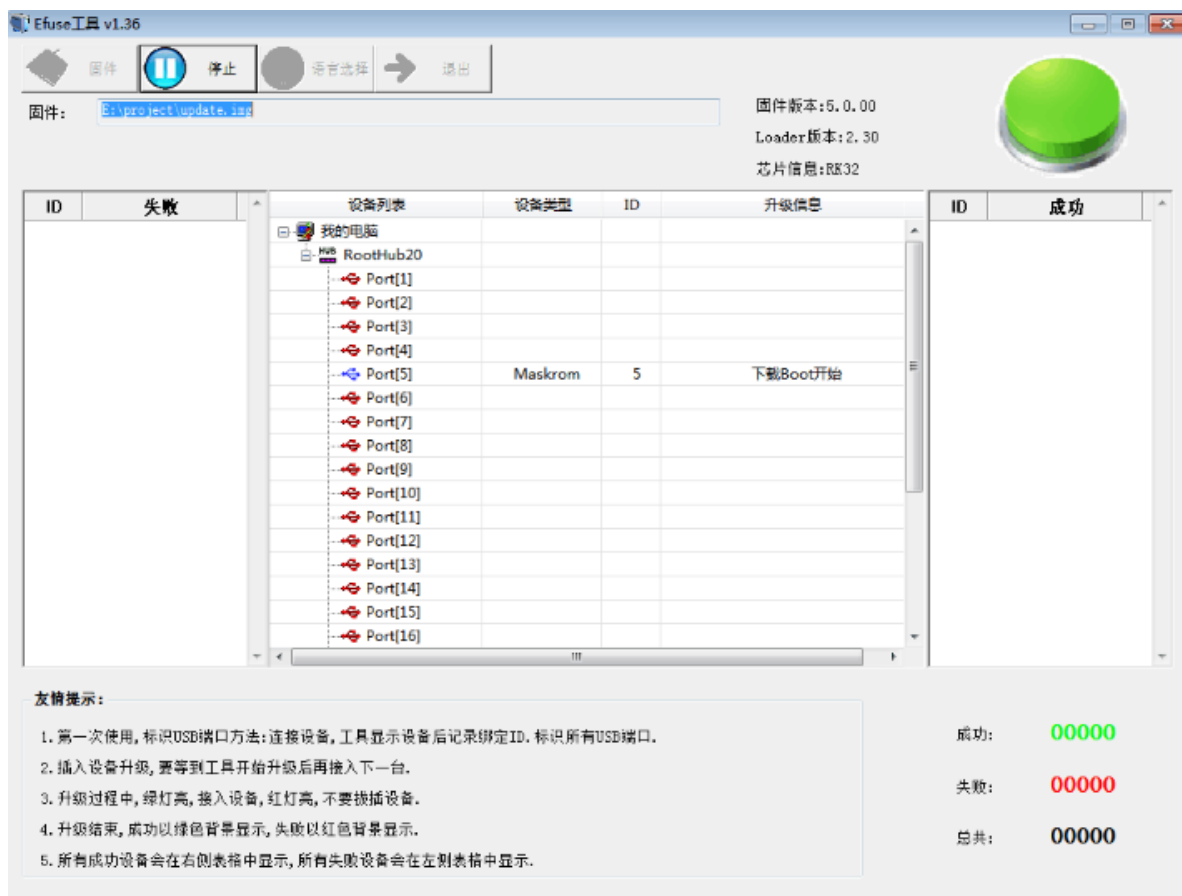 Efuse工具 v1.36
固件 停止 语言选择 退出
固件: E:\project\update.img
固件版本:5.0.00
Loader版本:2.30
芯片信息:RK32
ID 失败
设备列表 设备类型 ID 升级信息
ID 成功
我的电脑
HUB RootHub20
Port[1]
Port[2]
Port[3]
Port[4]
Port[5] Maskrom 5 下载Boot开始
Port[6]
Port[7]
Port[8]
Port[9]
Port[10]
Port[11]
Port[12]
Port[13]
Port[14]
Port[15]
Port[16]
友情提示:
1. 第一次使用, 标识USB端口方法:连接设备, 工具显示设备后记录绑定ID. 标识所有USB端口.
2. 插入设备升级, 要等到工具开始升级后再接入下一台.
3. 升级过程中, 绿灯亮, 接入设备, 红灯亮, 不要拔插设备.
4. 升级结束, 成功以绿色背景显示, 失败以红色背景显示.
5. 所有成功设备会在右侧表格中显示, 所有失败设备会在左侧表格中显示.
成功: 00000
失败: 00000
总共: 00000